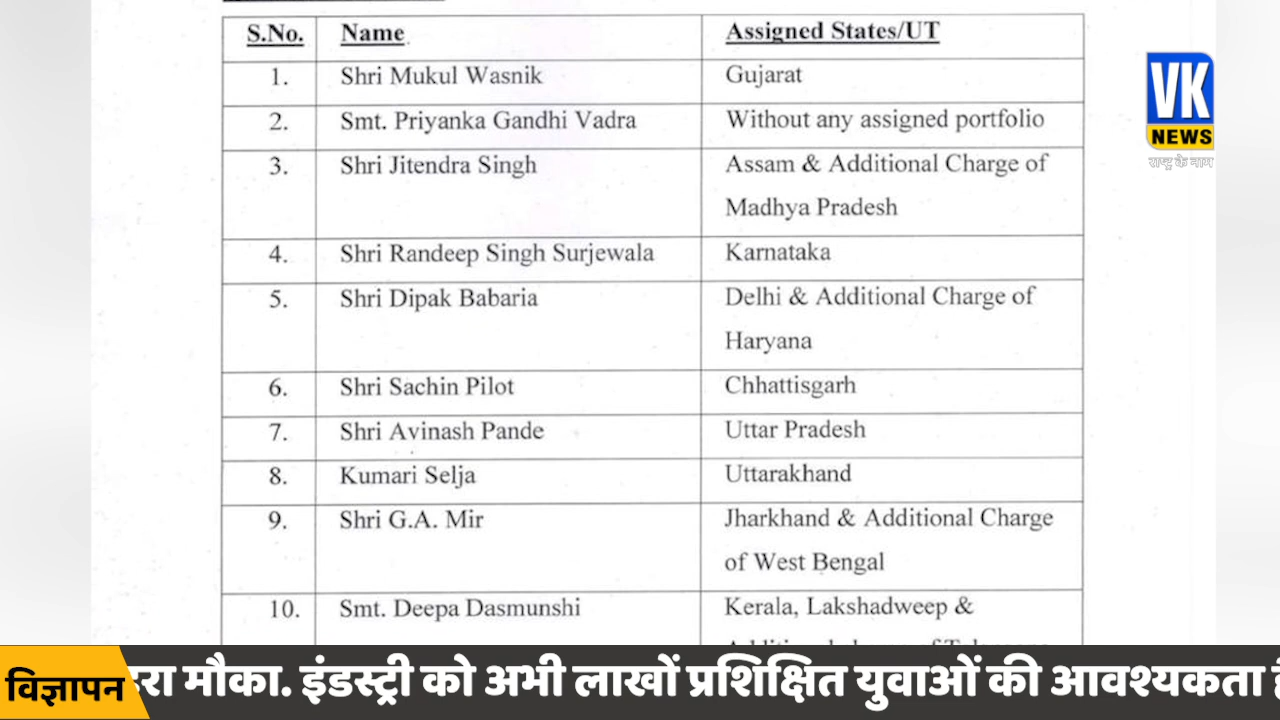 S.No. Name Assigned States/UT
1. Shri Mukul Wasnik Gujarat
2. Smt. Priyanka Gandhi Vadra Without any assigned portfolio
3. Shri Jitendra Singh Assam & Additional Charge of
Madhya Pradesh
4. Shri Randeep Singh Surjewala Karnataka
5. Shri Dipak Babaria Delhi & Additional Charge of
Haryana
6. Shri Sachin Pilot Chhattisgarh
7. Shri Avinash Pande Uttar Pradesh
8. Kumari Selja Uttarakhand
9. Shri G.A. Mir Jharkhand & Additional Charge
of West Bengal
10. Smt. Deepa Dasmunshi Kerala, Lakshadweep &
VK
NEWS
राष्ट्र के नाम
विज्ञापन
मौका. इंडस्ट्री को अभी लाखों प्रशिक्षित युवाओं की आवश्यकता